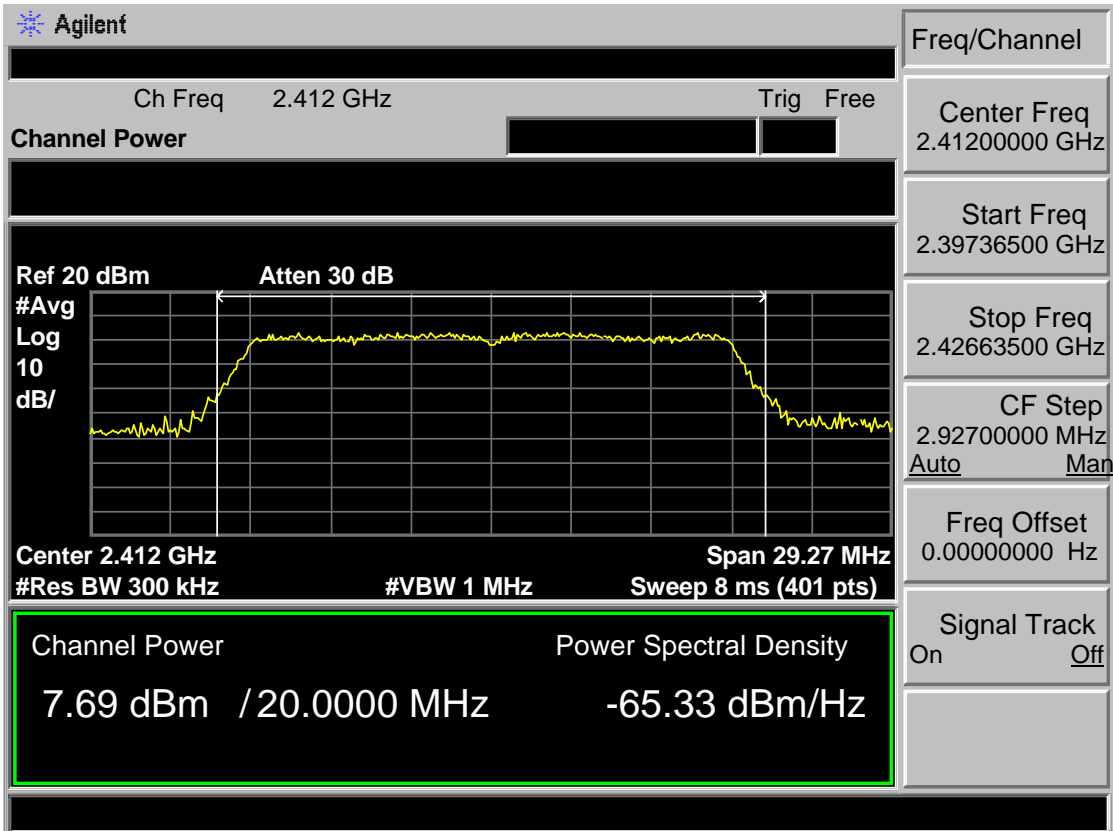 Agilent
Freq/Channel
Ch Freq 2.412 GHz Trig Free
Channel Power
Center Freq
2.41200000 GHz
Start Freq
2.39736500 GHz
Stop Freq
2.42663500 GHz
CF Step
2.92700000 MHz
Auto Man
Freq Offset
0.00000000 Hz
Signal Track
On Off
Ref 20 dBm Atten 30 dB
#Avg
Log
10
dB/
Center 2.412 GHz Span 29.27 MHz
#Res BW 300 kHz #VBW 1 MHz Sweep 8 ms (401 pts)
Channel Power Power Spectral Density
7.69 dBm / 20.0000 MHz -65.33 dBm/Hz